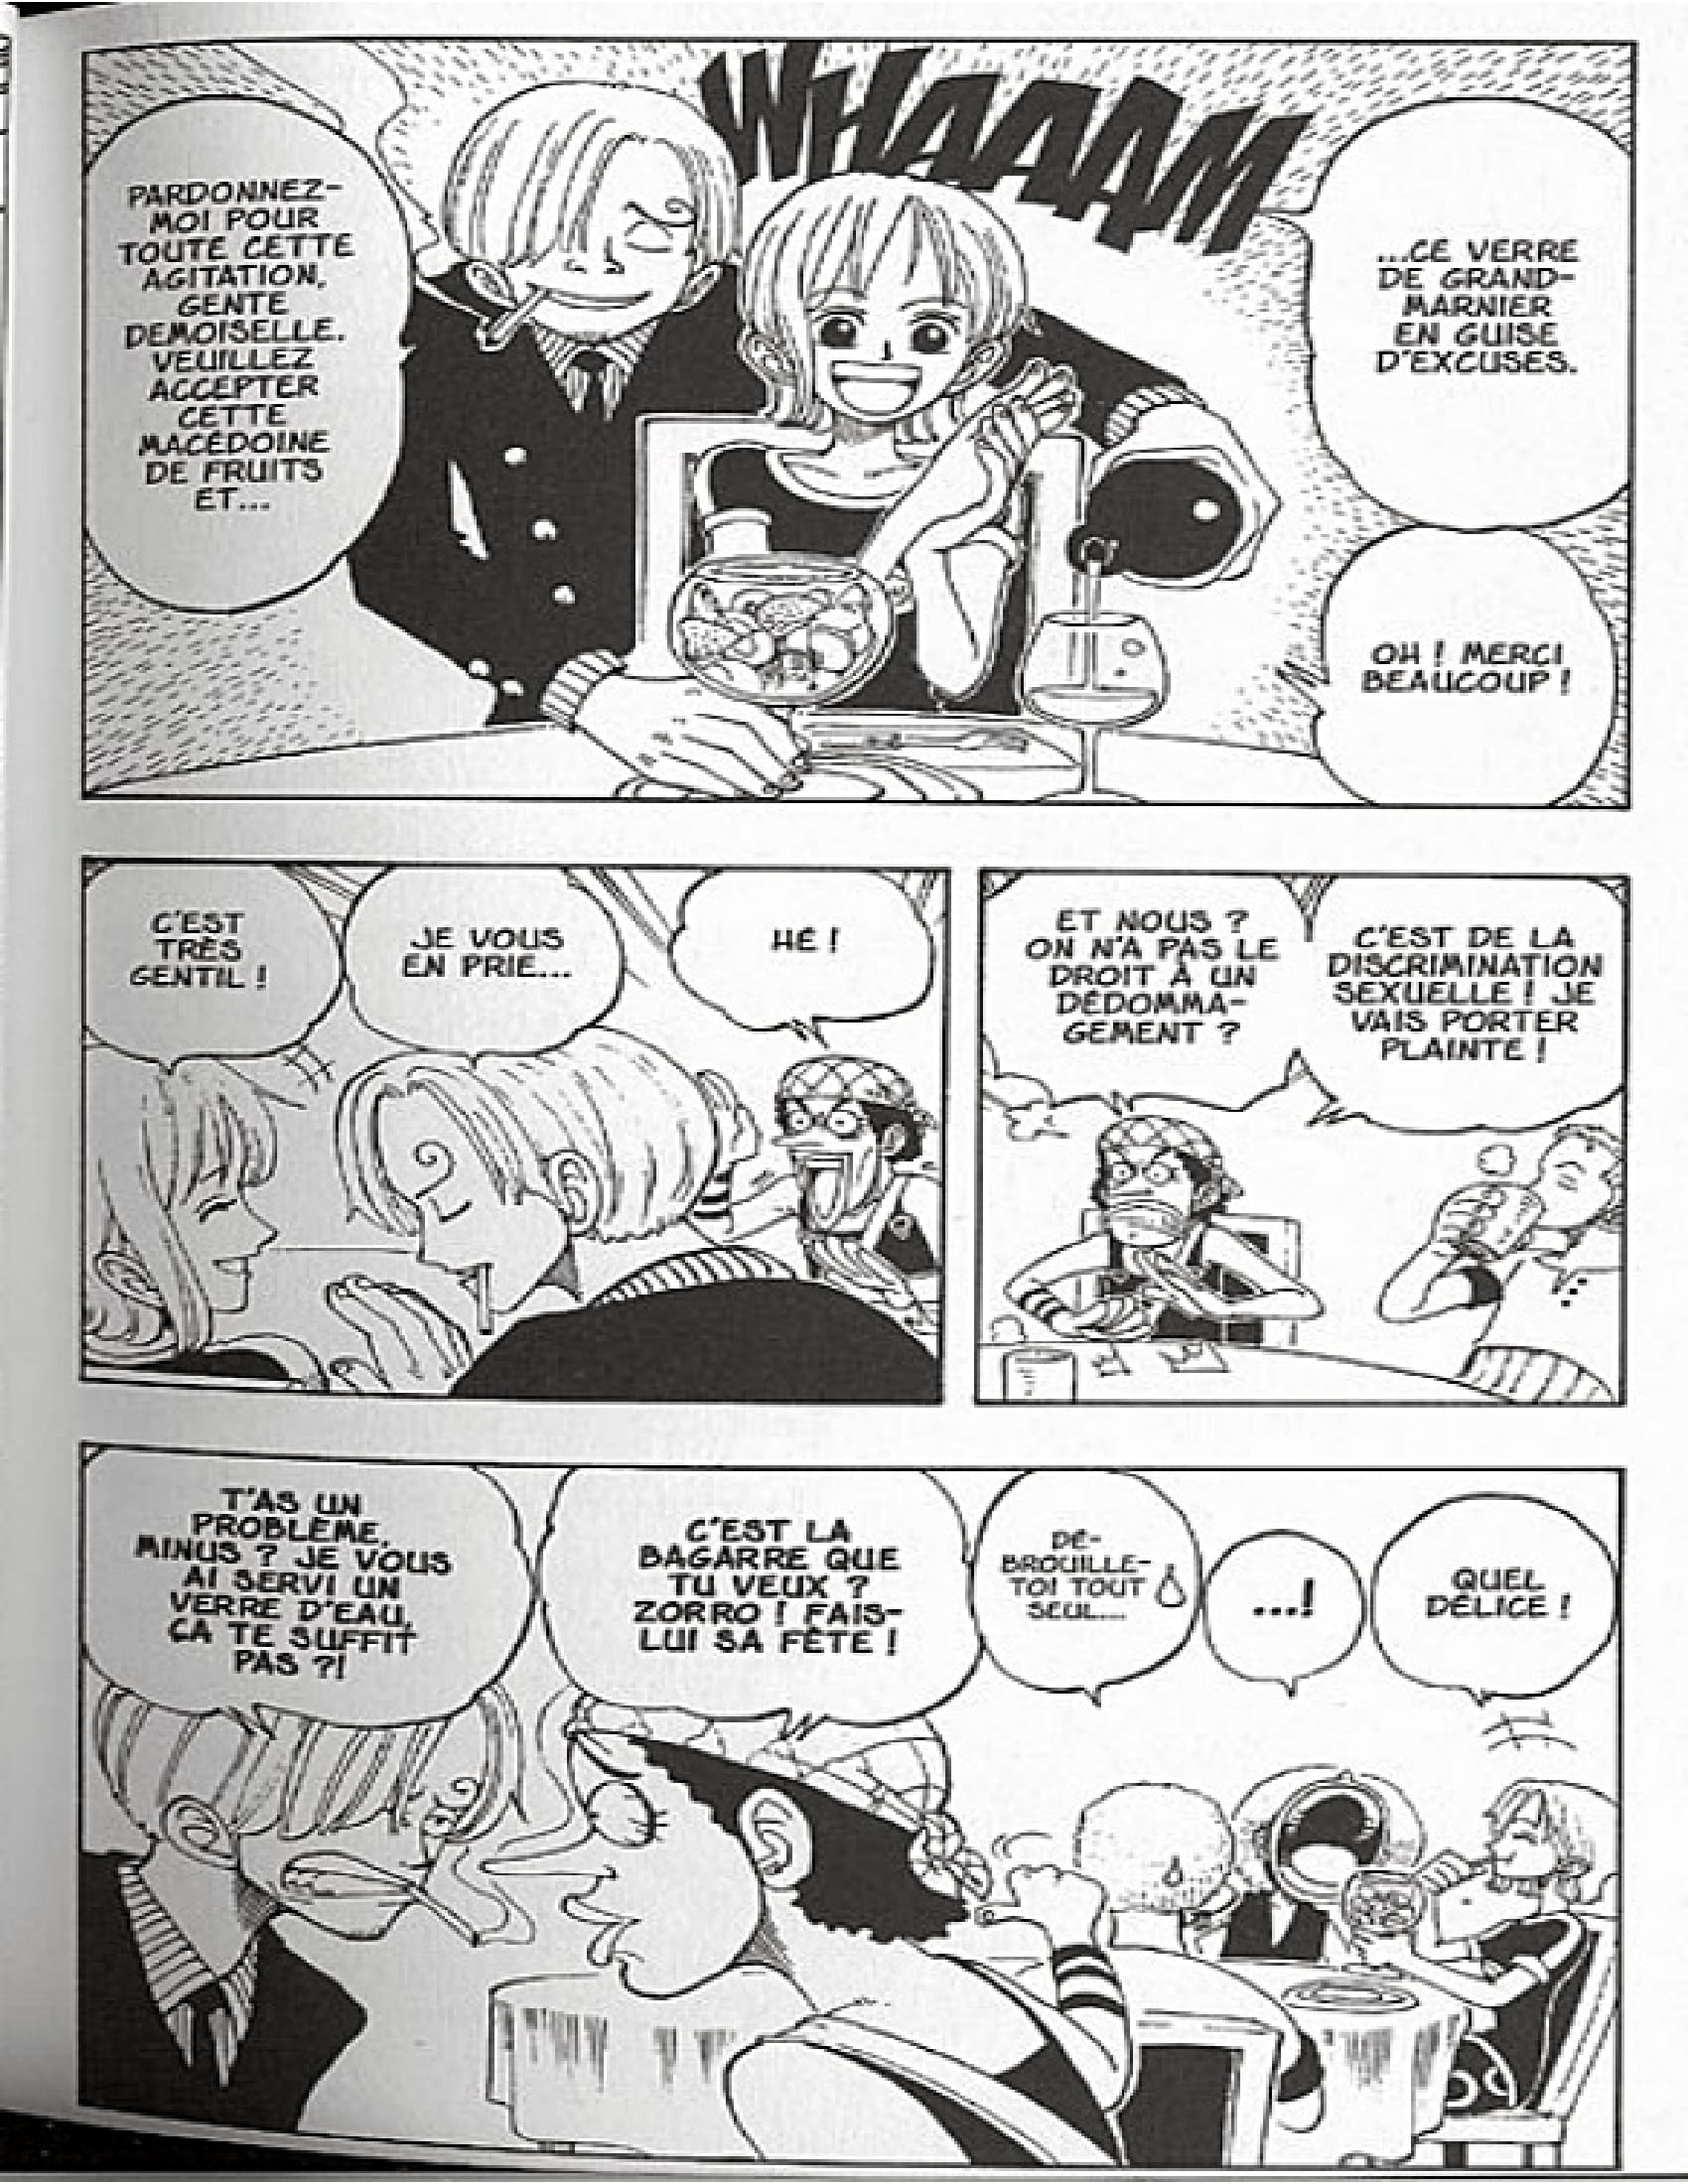 PARDONNEZ-
MOI POUR
TOUTE CETTE
AGITATION,
GENTE
DEMOISELLE.
VEUILLEZ
ACCEPTER
CETTE
MACÉDOINE
DE FRUITS
ET...
WHAAAM
...CE VERRE
DE GRAND-
MARNIER
EN GUISE
D'EXCUSES.
OH ! MERCI
BEAUCOUP !
C'EST
TRÈS
GENTIL !
JE VOUS
EN PRIE...
HÉ !
ET NOUS ?
ON N'A PAS LE
DROIT À UN
DÉDOMMA-
GEMENT ?
C'EST DE LA
DISCRIMINATION
SEXUELLE ! JE
VAIS PORTER
PLAINTE !
T'AS UN
PROBLÈME,
MINUS ? JE VOUS
AI SERVI UN
VERRE D'EAU,
ÇA TE SUFFIT
PAS ?!
C'EST LA
BAGARRE QUE
TU VEUX ?
ZORRO ! FAIS-
LUI SA FÊTE !
DÉ-
BROUILLE-
TOI TOUT
SEUL...
...!
QUEL
DÉLICE !